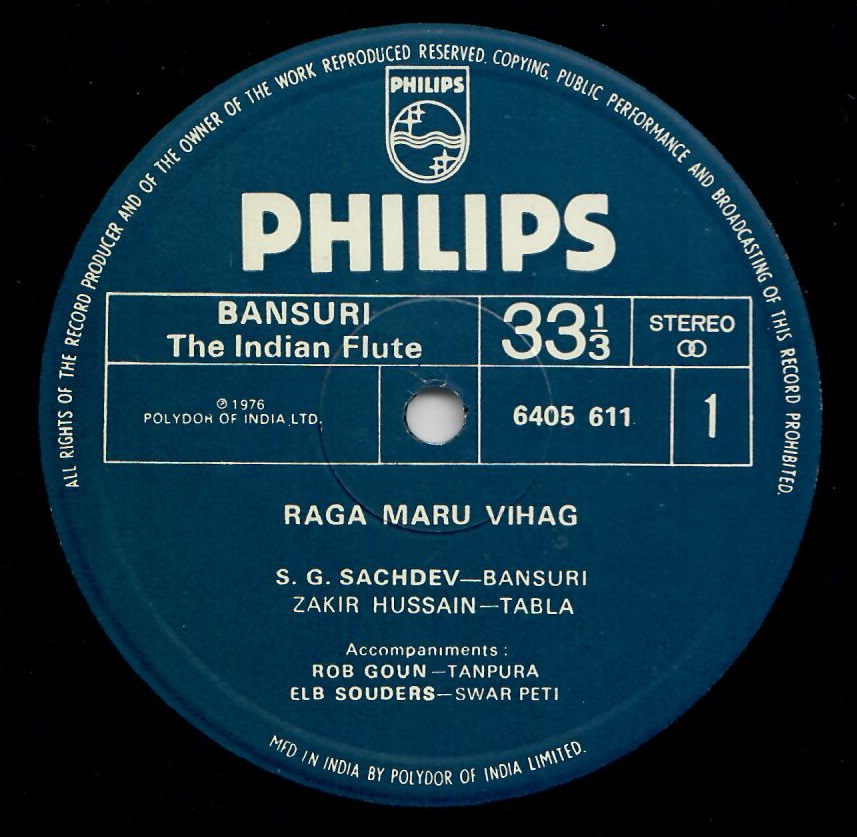 ALL RIGHTS OF THE RECORD PRODUCER AND OF THE OWNER OF THE WORK REPRODUCED RESERVED. COPYING, PUBLIC PERFORMANCE AND BROADCASTING OF THIS RECORD PROHIBITED.
PHILIPS
PHILIPS
BANSURI
The Indian Flute
33 1/3
STEREO
℗ 1976
POLYDOR OF INDIA LTD.
6405 611
1
RAGA MARU VIHAG
S. G. SACHDEV—BANSURI
ZAKIR HUSSAIN—TABLA
Accompaniments :
ROB GOUN—TANPURA
ELB SOUDERS—SWAR PETI
MFD IN INDIA BY POLYDOR OF INDIA LIMITED.